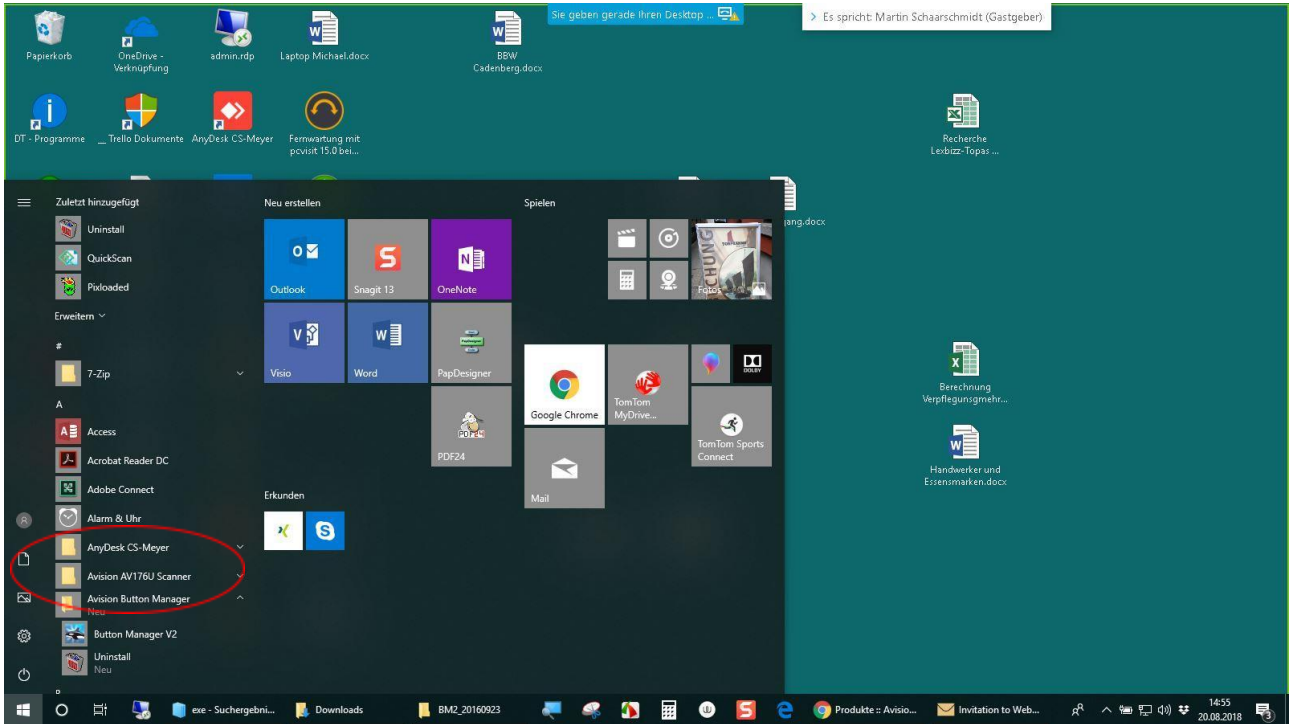 Sie geben gerade Ihren Desktop ...
Es spricht: Martin Schaarschmidt (Gastgeber)
Papierkorb
OneDrive -
Verknüpfung
admin.rdp
Laptop Michael.docx
BBW
Cadenberg.docx
DT - Programme
__Trello Dokumente
AnyDesk CS-Meyer
Fernwartung mit
pcvisit 15.0 bei...
Recherche
Lexbizz-Topas ...
gang.docx
Berechnung
Verpflegunsgmehr...
Handwerker und
Essensmarken.docx
Zuletzt hinzugefügt
Uninstall
QuickScan
Pixloaded
Erweitern
#
7-Zip
A
Access
Acrobat Reader DC
Adobe Connect
Alarm & Uhr
AnyDesk CS-Meyer
Avision AV176U Scanner
Avision Button Manager
Neu
Button Manager V2
Uninstall
Neu
Neu erstellen
Outlook
Snagit 13
OneNote
Visio
Word
PapDesigner
PDF24
Erkunden
Spielen
Fotos
Google Chrome
TomTom
MyDrive...
DOLBY
TomTom Sports
Connect
Mail
exe - Suchergebni...
Downloads
BM2_20160923
Produkte :: Avisio...
Invitation to Web...
14:55
20.08.2018
3